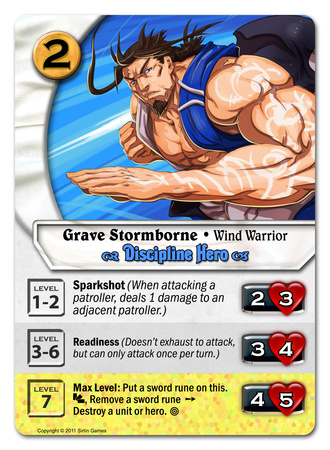 2
Grave Stormborne • Wind Warrior
Discipline Hero
LEVEL
1-2
Sparkshot (When attacking a
patroller, deals 1 damage to an
adjacent patroller.)
2 3
LEVEL
3-6
Readiness (Doesn't exhaust to attack,
but can only attack once per turn.)
3 4
LEVEL
7
Max Level: Put a sword rune on this.
, Remove a sword rune →
Destroy a unit or hero. ◎
4 5
Copyright © 2011 Sirlin Games